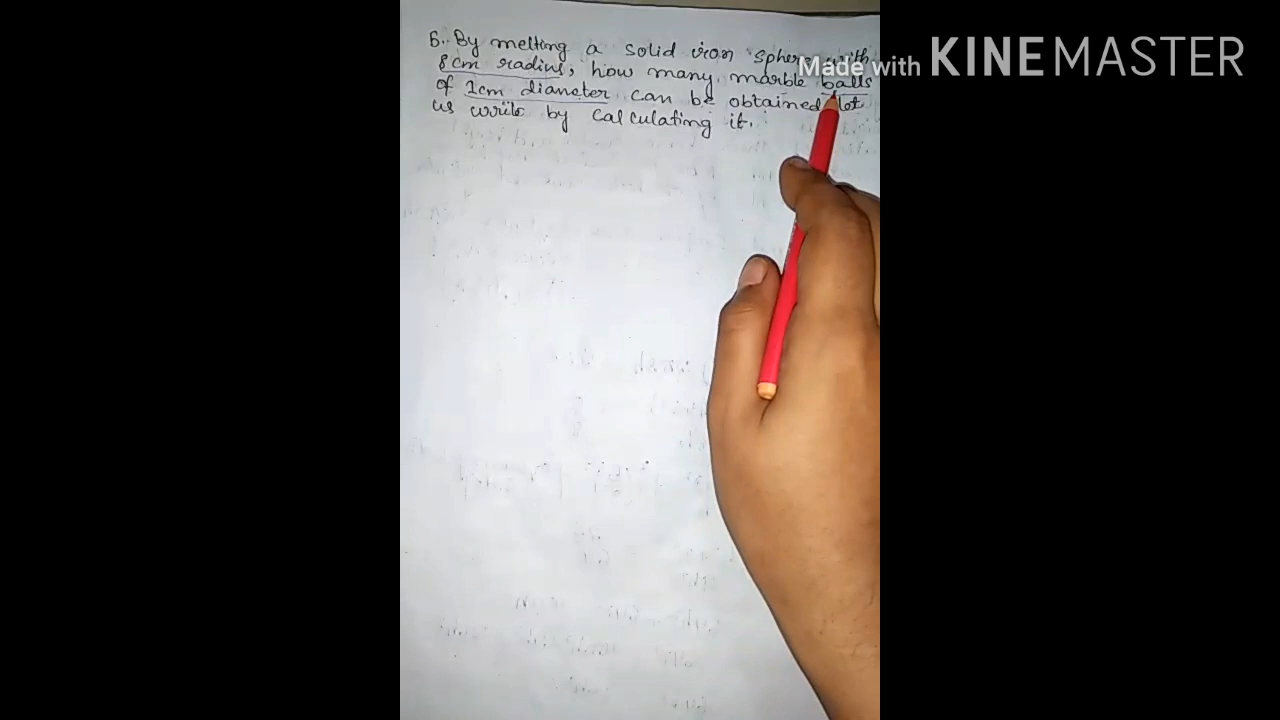 6. By melting a solid iron sphere with
8cm radius, how many marble balls
of 1cm diameter can be obtained let
us write by calculating it.
Made with KINEMASTER